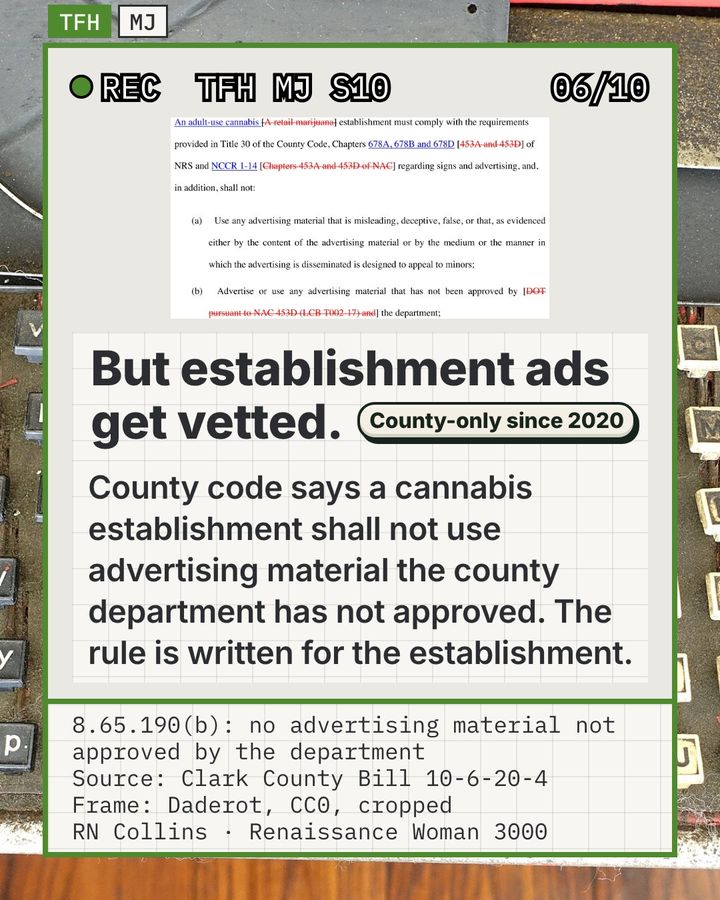 TFH MJ
REC TFH MJ S10 06/10
An adult-use cannabis [A retail marijuana] establishment must comply with the requirements
provided in Title 30 of the County Code, Chapters 678A, 678B and 678D [453A and 453D] of
NRS and NCCR 1-14 [Chapters 453A and 453D of NAC] regarding signs and advertising, and,
in addition, shall not:
(a) Use any advertising material that is misleading, deceptive, false, or that, as evidenced
either by the content of the advertising material or by the medium or the manner in
which the advertising is disseminated is designed to appeal to minors;
(b) Advertise or use any advertising material that has not been approved by [DOT
pursuant to NAC 453D (LCB T002-17) and] the department;
But establishment ads
get vetted. County-only since 2020
County code says a cannabis
establishment shall not use
advertising material the county
department has not approved. The
rule is written for the establishment.
8.65.190(b): no advertising material not
approved by the department
Source: Clark County Bill 10-6-20-4
Frame: Daderot, CC0, cropped
RN Collins · Renaissance Woman 3000
y
p
M
J